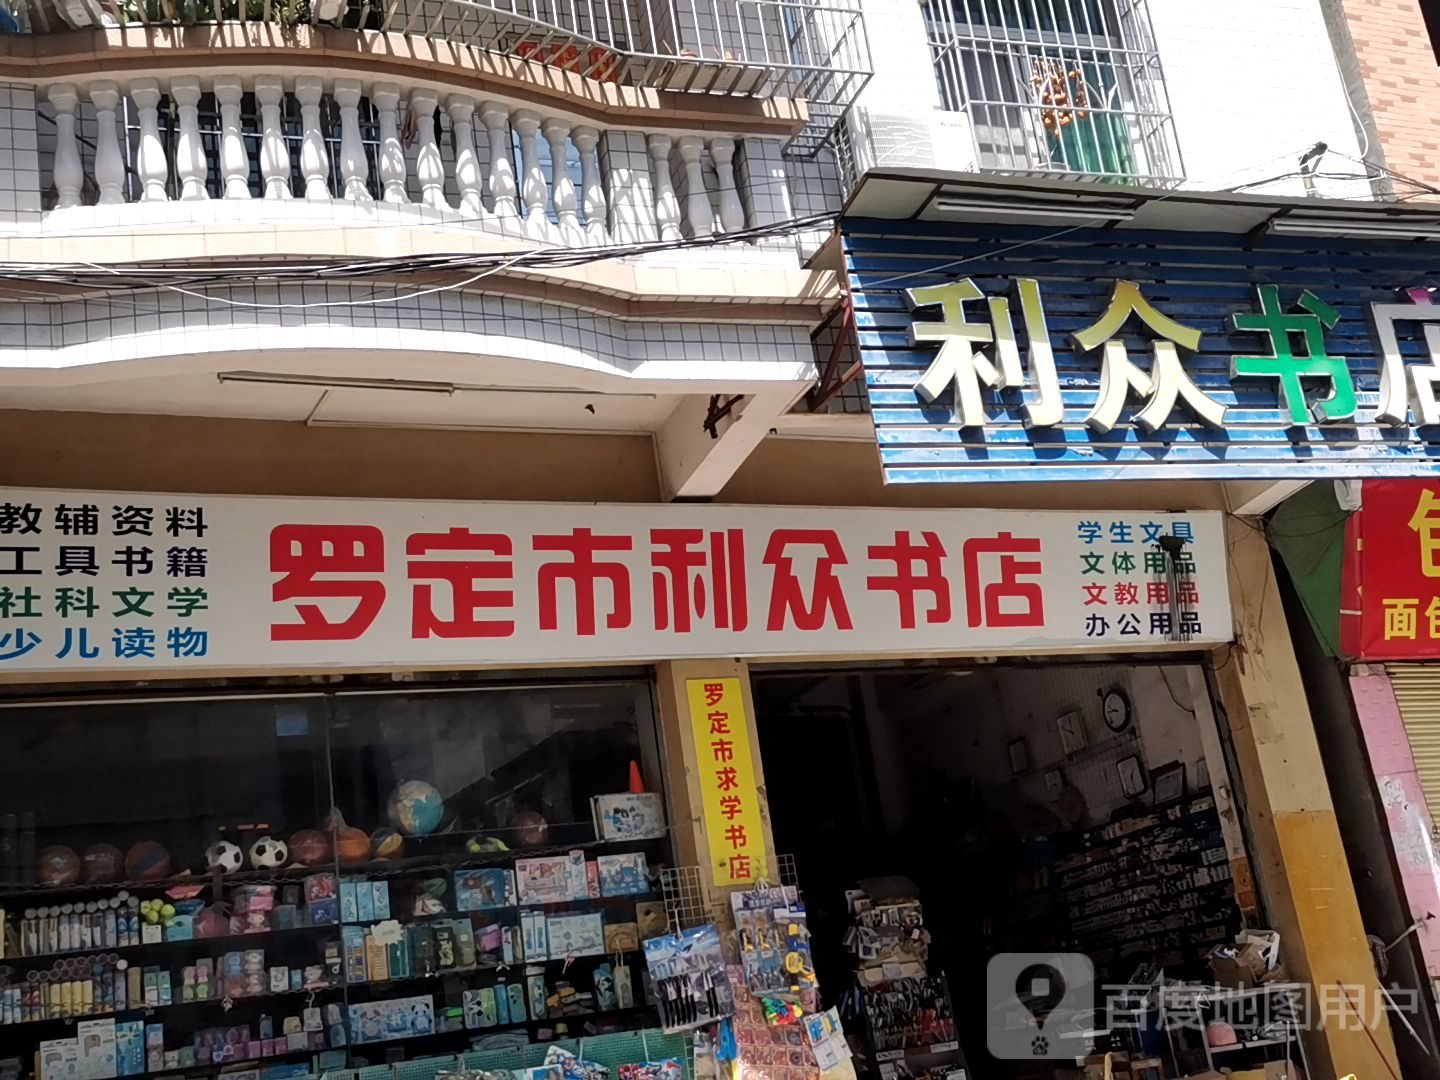 利众书店
教辅资料
工具书籍
社科文学
少儿读物
罗定市利众书店
学生文具
文体用品
文教用品
办公用品
罗定市求学书店
包
面包
百度地图用户